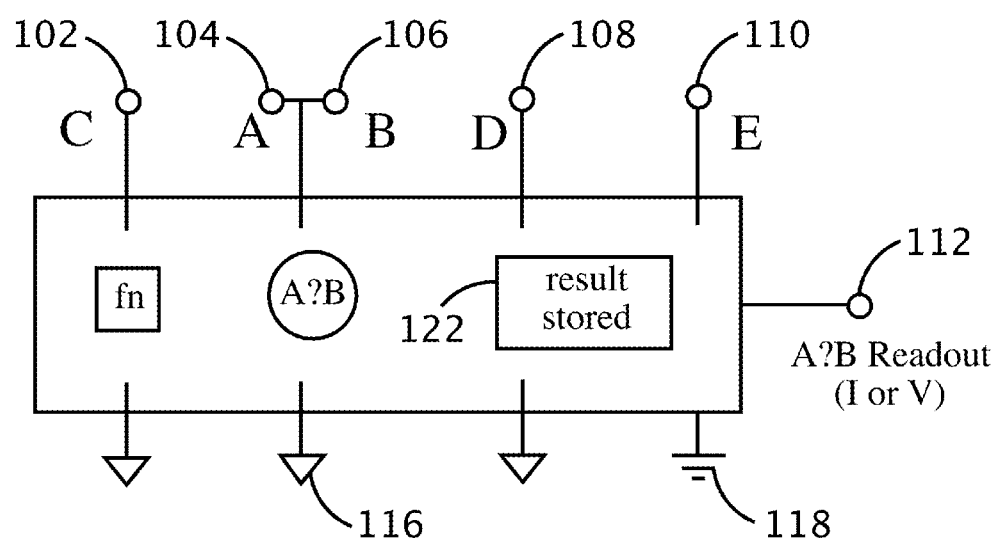 102
104
106
108
110
C
A
B
D
E
112
fn
A?B
result
stored
122
A?B Readout
(I or V)
116
118